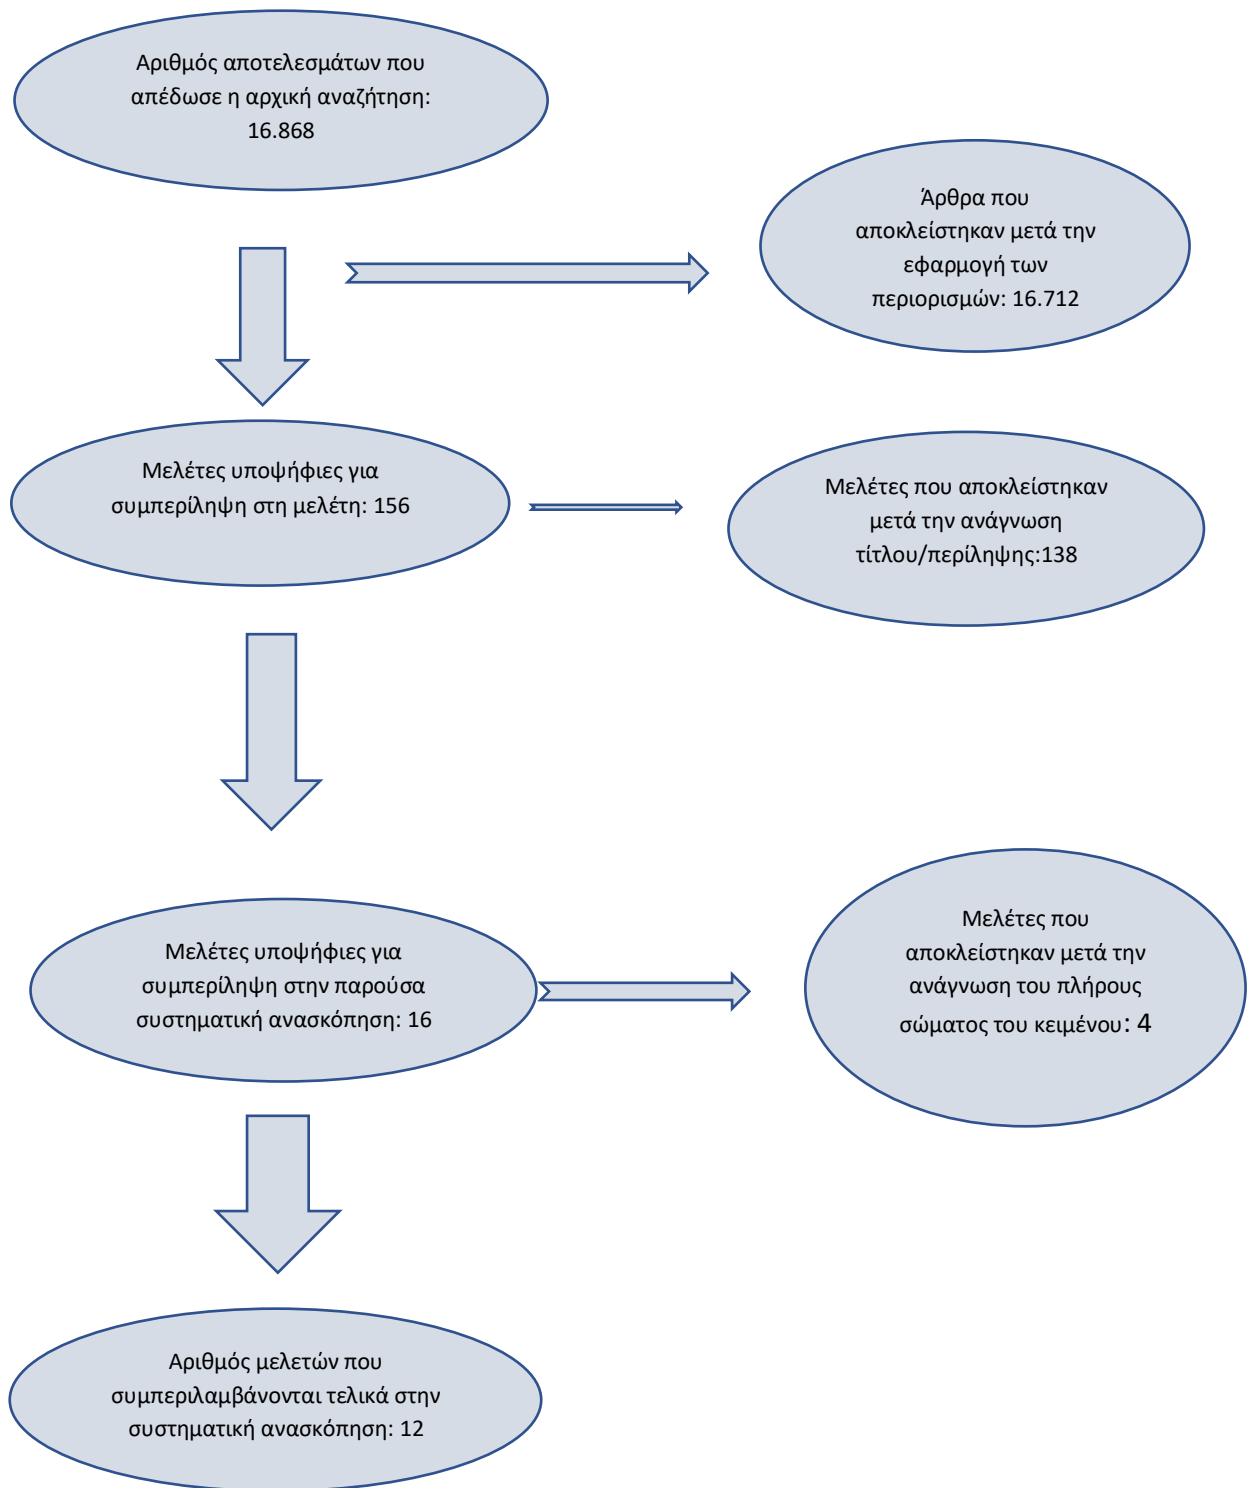 Αριθμός αποτελεσμάτων που
απέδωσε η αρχική αναζήτηση:
16.868
Άρθρα που
αποκλείστηκαν μετά την
εφαρμογή των
περιορισμών: 16.712
Μελέτες υποψήφιες για
συμπερίληψη στη μελέτη: 156
Μελέτες που αποκλείστηκαν
μετά την ανάγνωση
τίτλου/περίληψης:138
Μελέτες υποψήφιες για
συμπερίληψη στην παρούσα
συστηματική ανασκόπηση: 16
Μελέτες που
αποκλείστηκαν μετά την
ανάγνωση του πλήρους
σώματος του κειμένου: 4
Αριθμός μελετών που
συμπεριλαμβάνονται τελικά στην
συστηματική ανασκόπηση: 12